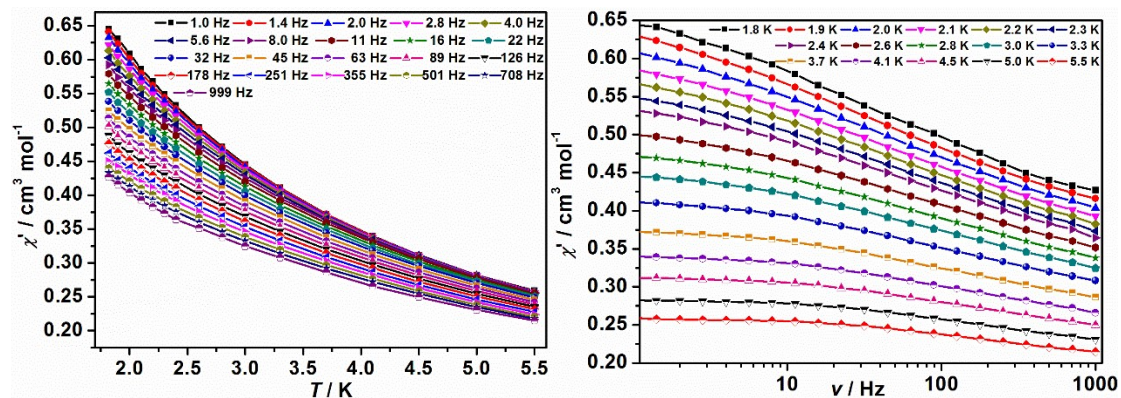 1.0 Hz 1.4 Hz 2.0 Hz 2.8 Hz 4.0 Hz
5.6 Hz 8.0 Hz 11 Hz 16 Hz 22 Hz
32 Hz 45 Hz 63 Hz 89 Hz 126 Hz
178 Hz 251 Hz 355 Hz 501 Hz 708 Hz
999 Hz
0.65
0.60
0.55
0.50
0.45
0.40
0.35
0.30
0.25
0.20
χ' / cm³ mol⁻¹
2.0 2.5 3.0 3.5 4.0 4.5 5.0 5.5
T / K
1.8 K 1.9 K 2.0 K 2.1 K 2.2 K 2.3 K
2.4 K 2.6 K 2.8 K 3.0 K 3.3 K
3.7 K 4.1 K 4.5 K 5.0 K 5.5 K
0.65
0.60
0.55
0.50
0.45
0.40
0.35
0.30
0.25
0.20
χ' / cm³ mol⁻¹
10 100 1000
v / Hz